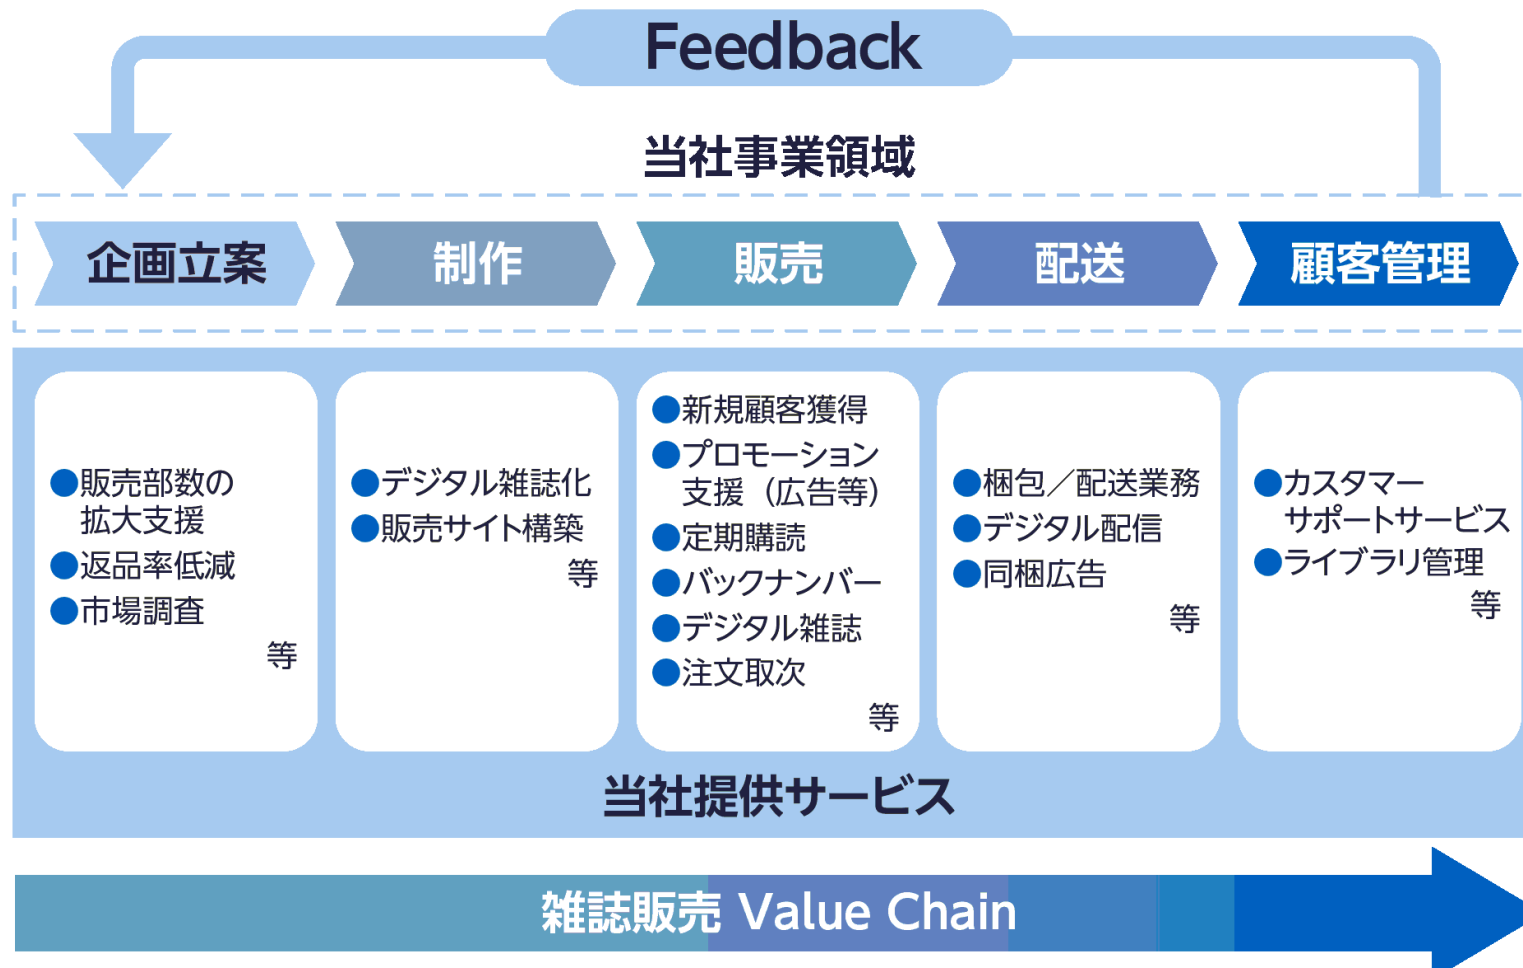 Feedback
当社事業領域
企画立案
制作
販売
配送
顧客管理
●販売部数の
拡大支援
●返品率低減
●市場調査
等
●デジタル雑誌化
●販売サイト構築
等
●新規顧客獲得
●プロモーション
支援（広告等）
●定期購読
●バックナンバー
●デジタル雑誌
●注文取次
等
●梱包／配送業務
●デジタル配信
●同梱広告
等
●カスタマー
サポートサービス
●ライブラリ管理
等
当社提供サービス
雑誌販売 Value Chain